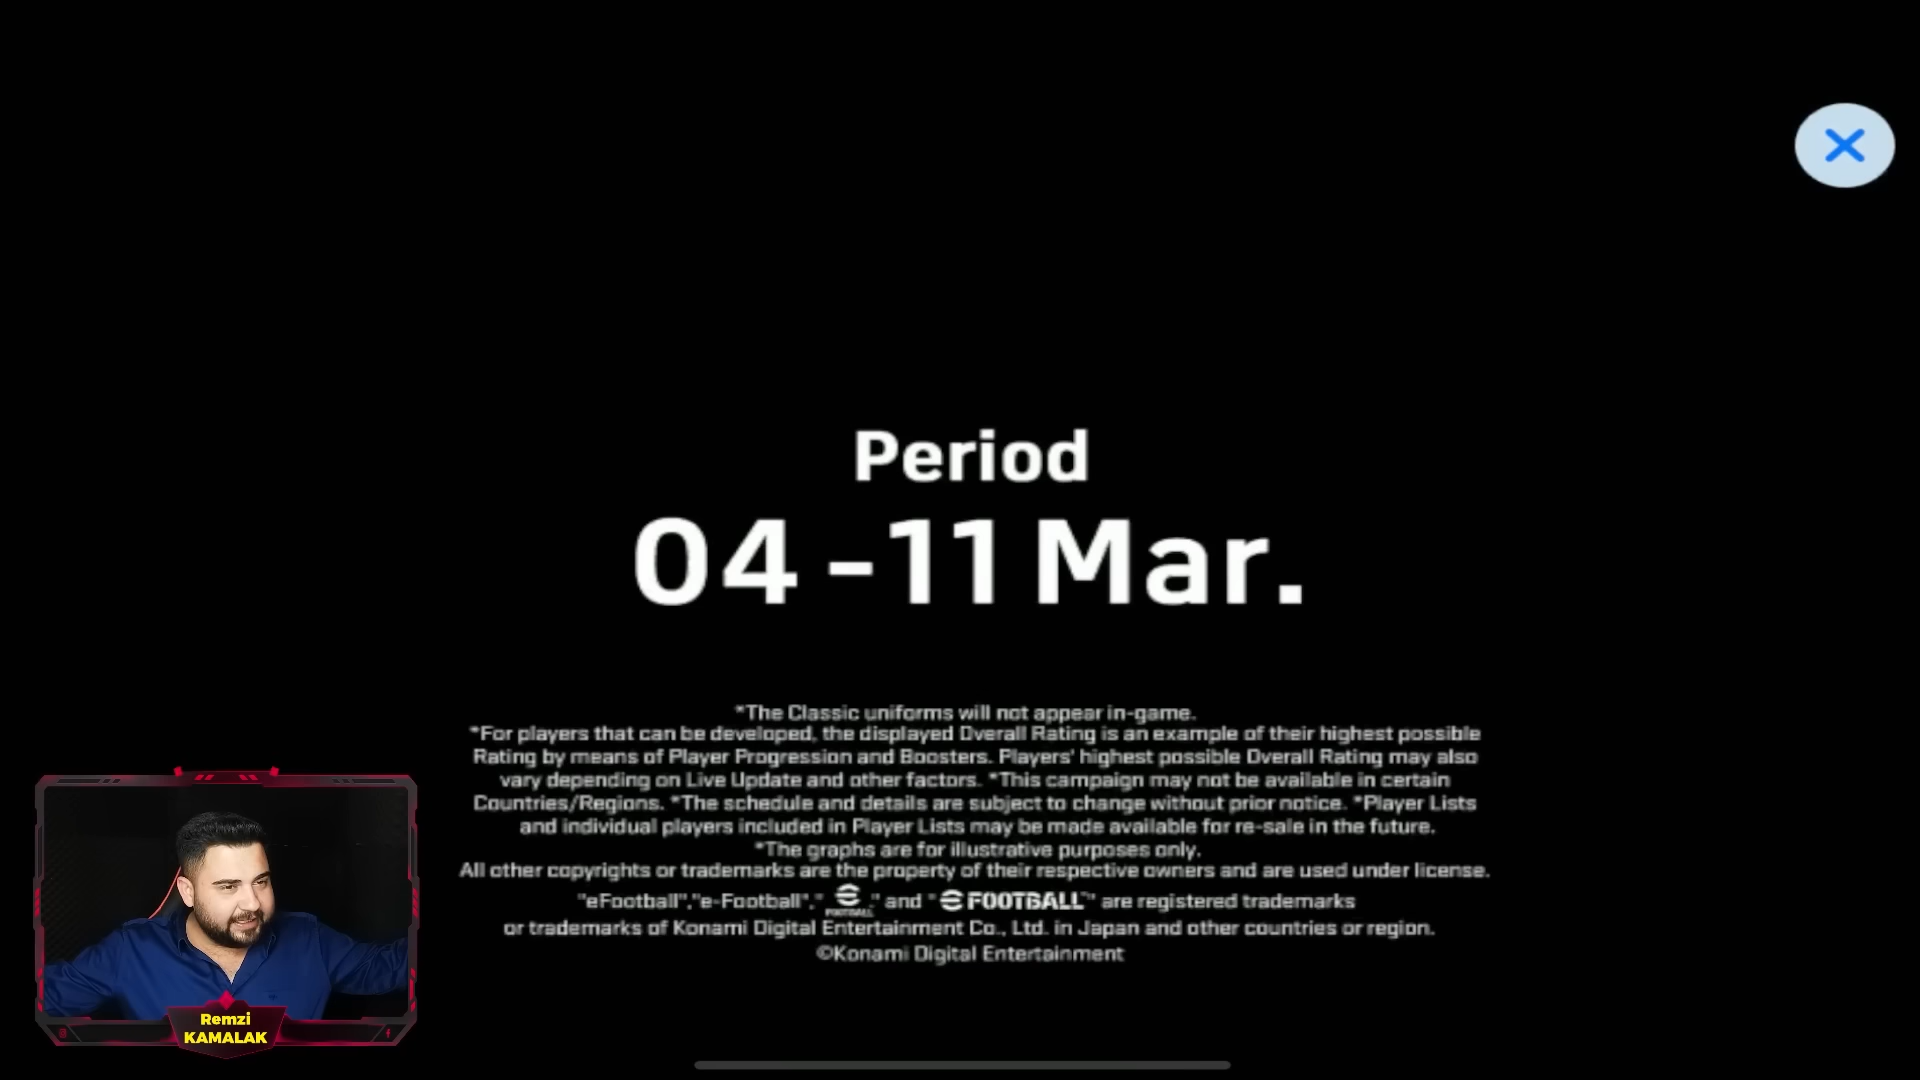 Period
04 - 11 Mar.
*The Classic uniforms will not appear in-game.
*For players that can be developed, the displayed Overall Rating is an example of their highest possible
Rating by means of Player Progression and Boosters. Players' highest possible Overall Rating may also
vary depending on Live Update and other factors. *This campaign may not be available in certain
Countries/Regions. *The schedule and details are subject to change without prior notice. *Player Lists
and individual players included in Player Lists may be made available for re-sale in the future.
*The graphs are for illustrative purposes only.
All other copyrights or trademarks are the property of their respective owners and are used under license.
"eFootball","e-Football"," FOOTBALL " and " FOOTBALL™" are registered trademarks
or trademarks of Konami Digital Entertainment Co., Ltd. in Japan and other countries or region.
©Konami Digital Entertainment
Remzi
KAMALAK